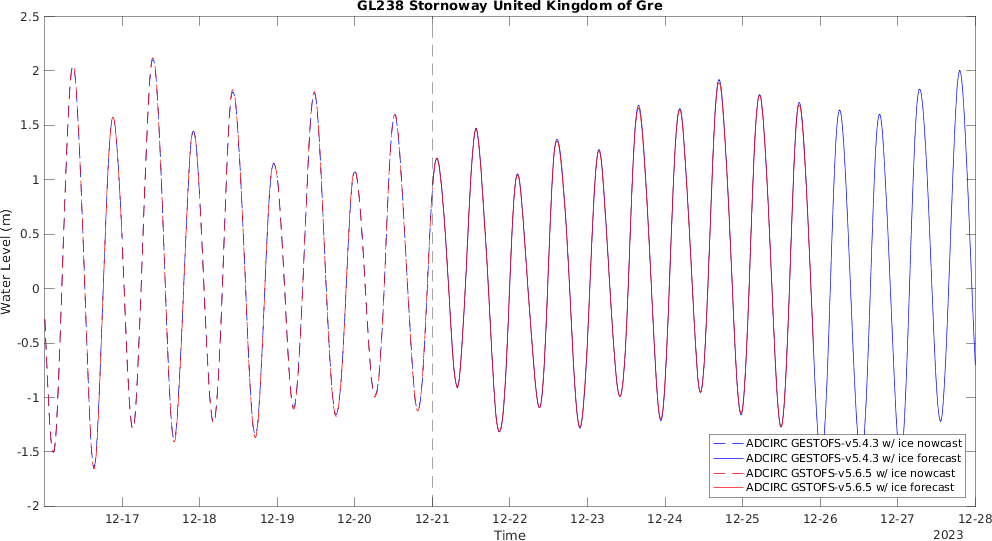 GL238 Stornoway United Kingdom of Gre
2.5
2
1.5
1
0.5
0
-0.5
-1
-1.5
-2
Water Level (m)
12-17 12-18 12-19 12-20 12-21 12-22 12-23 12-24 12-25 12-26 12-27 12-28
Time
2023
ADCIRC GESTOFS-v5.4.3 w/ ice nowcast
ADCIRC GESTOFS-v5.4.3 w/ ice forecast
ADCIRC GSTOFS-v5.6.5 w/ ice nowcast
ADCIRC GSTOFS-v5.6.5 w/ ice forecast